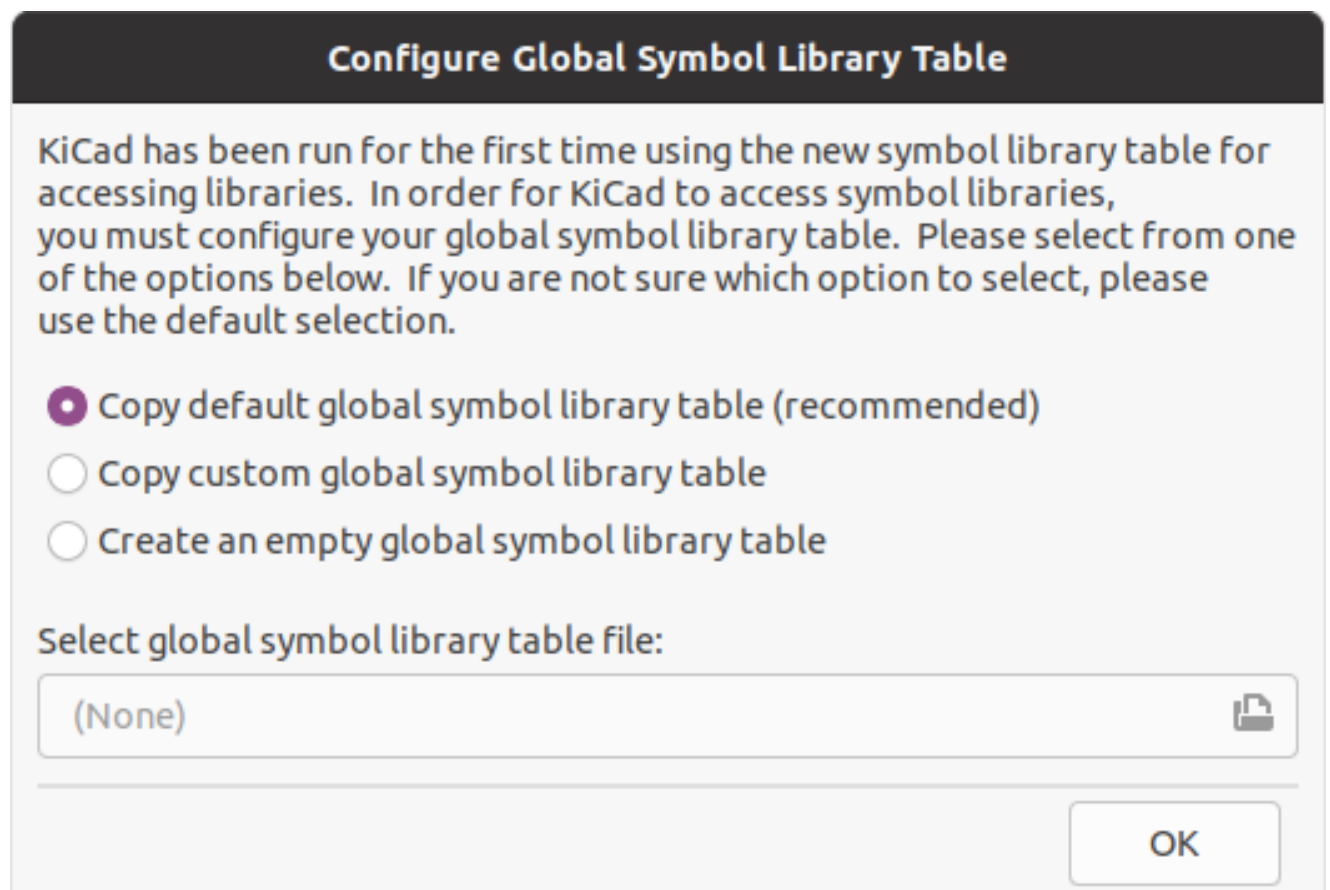 Configure Global Symbol Library Table
KiCad has been run for the first time using the new symbol library table for
accessing libraries.  In order for KiCad to access symbol libraries,
you must configure your global symbol library table.  Please select from one
of the options below.  If you are not sure which option to select, please
use the default selection.
Copy default global symbol library table (recommended)
Copy custom global symbol library table
Create an empty global symbol library table
Select global symbol library table file:
(None)
OK